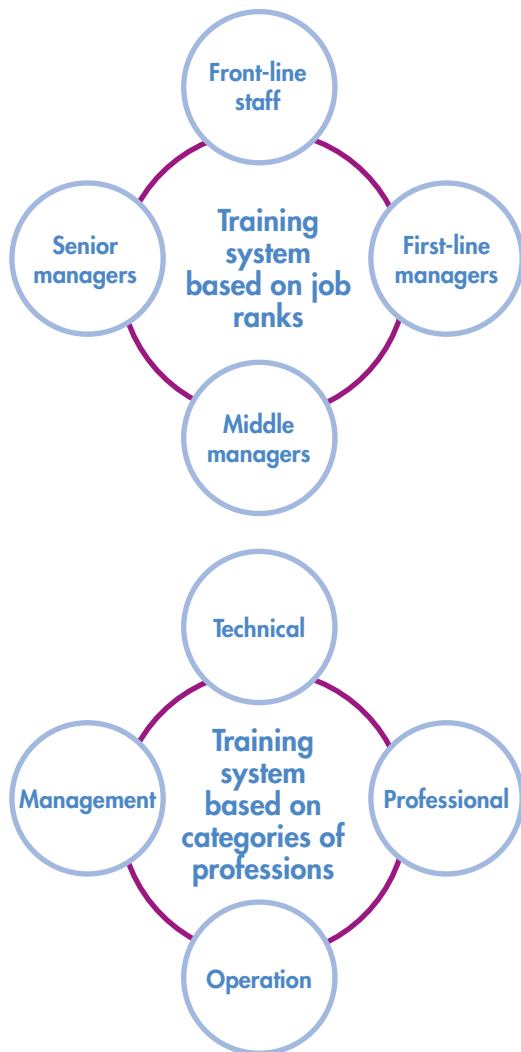 Front-line
staff
Senior
managers
Training
system
based on job
ranks
First-line
managers
Middle
managers
Technical
Management
Training
system
based on
categories of
professions
Professional
Operation